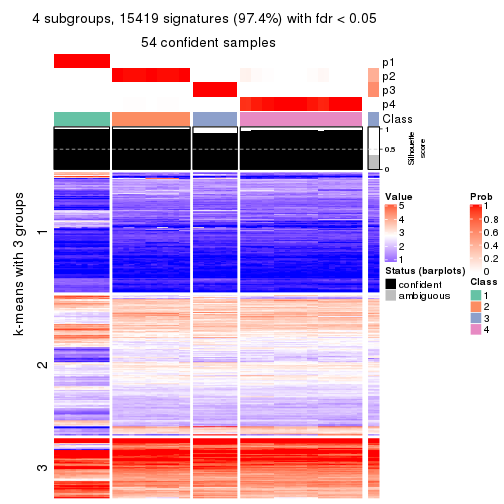 4 subgroups, 15419 signatures (97.4%) with fdr < 0.05
54 confident samples
p1
p2
p3
p4
Class
1
0.5
0
Silhouette
score
k-means with 3 groups
1
2
3
Value
5
4
3
2
1
Status (barplots)
confident
ambiguous
Prob
1
0.8
0.6
0.4
0.2
0
Class
1
2
3
4